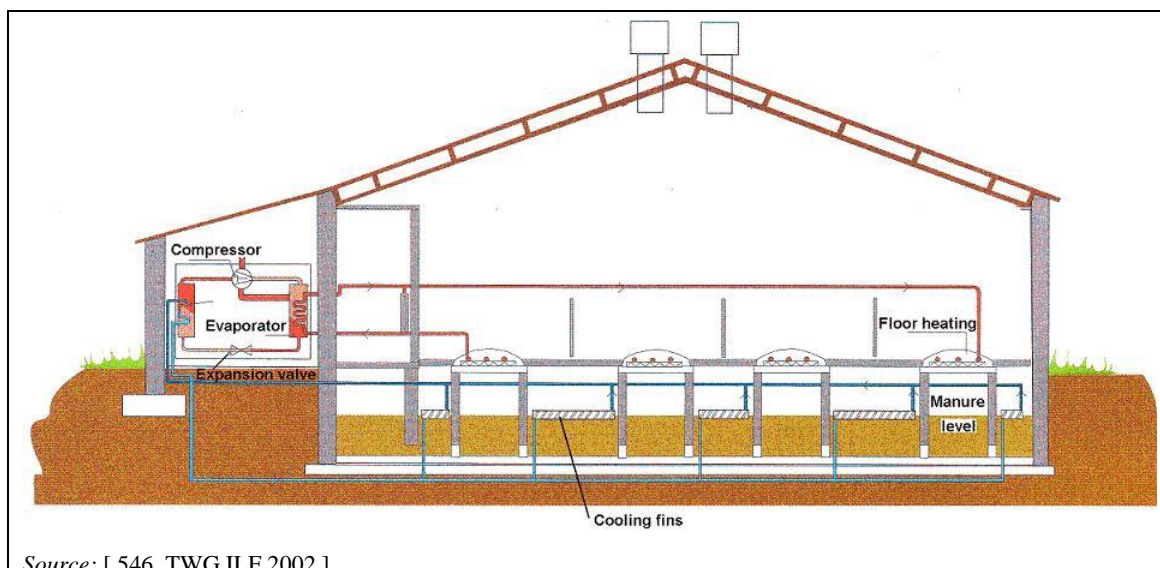 Compressor
Evaporator
Floor heating
Expansion valve
Manure
level
Cooling fins
Source: [ 546, TWG ILF 2002 ]